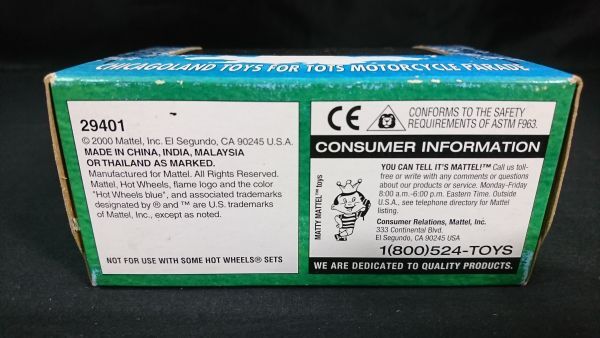 CHICAGOLAND TOYS FOR TOTS MOTORCYCLE PARADE
29401
© 2000 Mattel, Inc. El Segundo, CA 90245 U.S.A.
MADE IN CHINA, INDIA, MALAYSIA
OR THAILAND AS MARKED.
Manufactured for Mattel. All Rights Reserved.
Mattel, Hot Wheels, flame logo and the color
"Hot Wheels blue", and associated trademarks
designated by ® and ™ are U.S. trademarks
of Mattel, Inc., except as noted.
NOT FOR USE WITH SOME HOT WHEELS® SETS
CE
CONFORMS TO THE SAFETY
REQUIREMENTS OF ASTM F963.
CONSUMER INFORMATION
MATTY MATTEL™ toys
YOU CAN TELL IT'S MATTEL!™ Call us toll-
free or write with any comments or questions
about our products or service. Monday-Friday
8:00 a.m.-6:00 p.m. Eastern Time. Outside
U.S.A., see telephone directory for Mattel
listing.
Consumer Relations, Mattel, Inc.
333 Continental Blvd.
El Segundo, CA 90245 USA
1(800)524-TOYS
WE ARE DEDICATED TO QUALITY PRODUCTS.